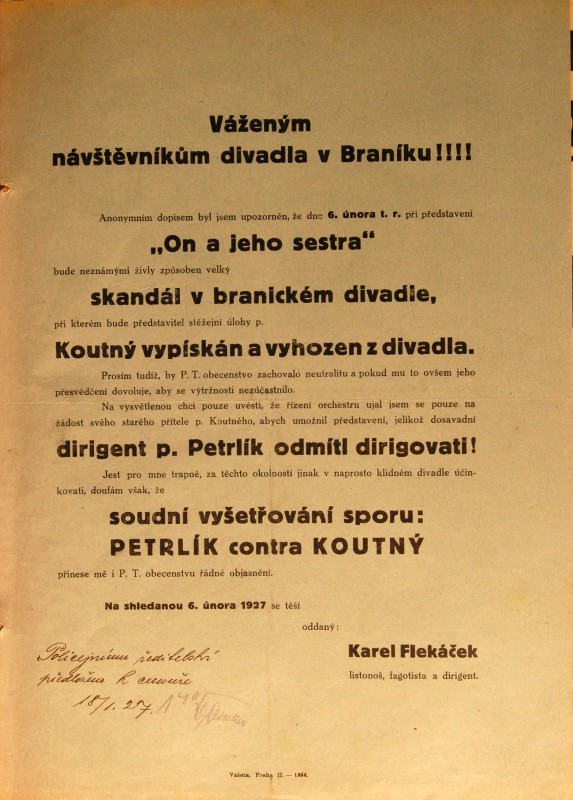 Váženým
návštěvníkům divadla v Braníku!!!!
Anonymním dopisem byl jsem upozorněn, že dne 6. února t. r. při představení
„On a jeho sestra“
bude neznámými živly způsoben velký
skandál v branickém divadle,
při kterém bude představitel stěžejní úlohy p.
Koutný vypískán a vyhozen z divadla.
Prosím tudíž, by P. T. obecenstvo zachovalo neutralitu a pokud mu to ovšem jeho
přesvědčení dovoluje, aby se výtržnosti nezúčastnilo.
Na vysvětlenou chci pouze uvésti, že řízení orchestru ujal jsem se pouze na
žádost svého starého přítele p. Koutného, abych umožnil představení, jelikož dosavadní
dirigent p. Petrlík odmítl dirigovati!
Jest pro mne trapné, za těchto okolností jinak v naprosto klidném divadle účin-
kovati, doufám však, že
soudní vyšetřování sporu:
PETRLÍK contra KOUTNÝ
přinese mě i P. T. obecenstvu řádné objasnění.
Na shledanou 6. února 1927 se těší
oddaný:
Karel Flekáček
listonoš, fagotista a dirigent.
Policejnímu ředitelství
předloženo k censuře
18/1. 27.
Vašata, Praha II. — 1864.